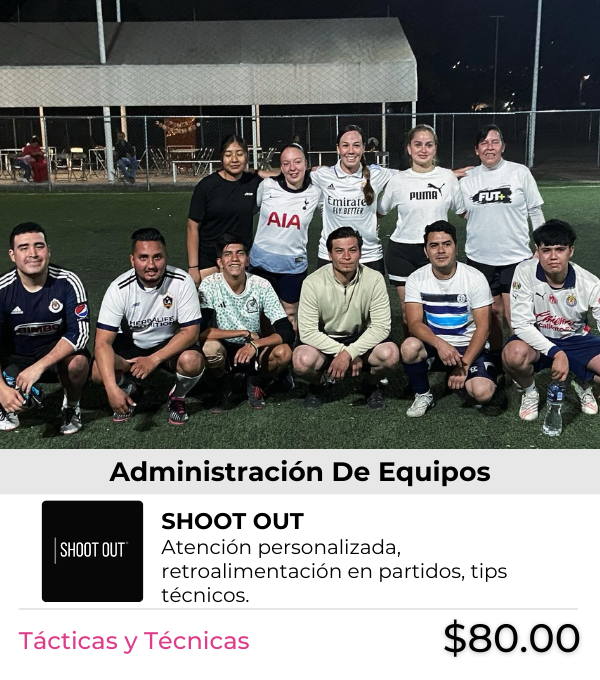 AIA
Emirates
FLY BETTER
PUMA
FUT+
BIMBO
HERBALIFE
Administración De Equipos
SHOOT OUT
SHOOT OUT
Atención personalizada,
retroalimentación en partidos, tips
técnicos.
Tácticas y Técnicas
$80.00